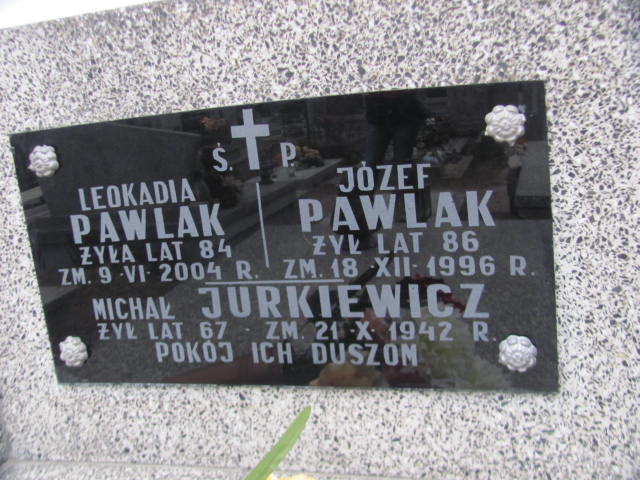 Ś. P.
LEOKADIA
PAWLAK
ŻYŁA LAT 84
ZM. 9·VI·2004 R.
JÓZEF
PAWLAK
ŻYŁ LAT 86
ZM. 18 XII·1996 R.
MICHAŁ JURKIEWICZ
ŻYŁ LAT 67 · ZM. 21·X·1942 R.
POKÓJ ICH DUSZOM